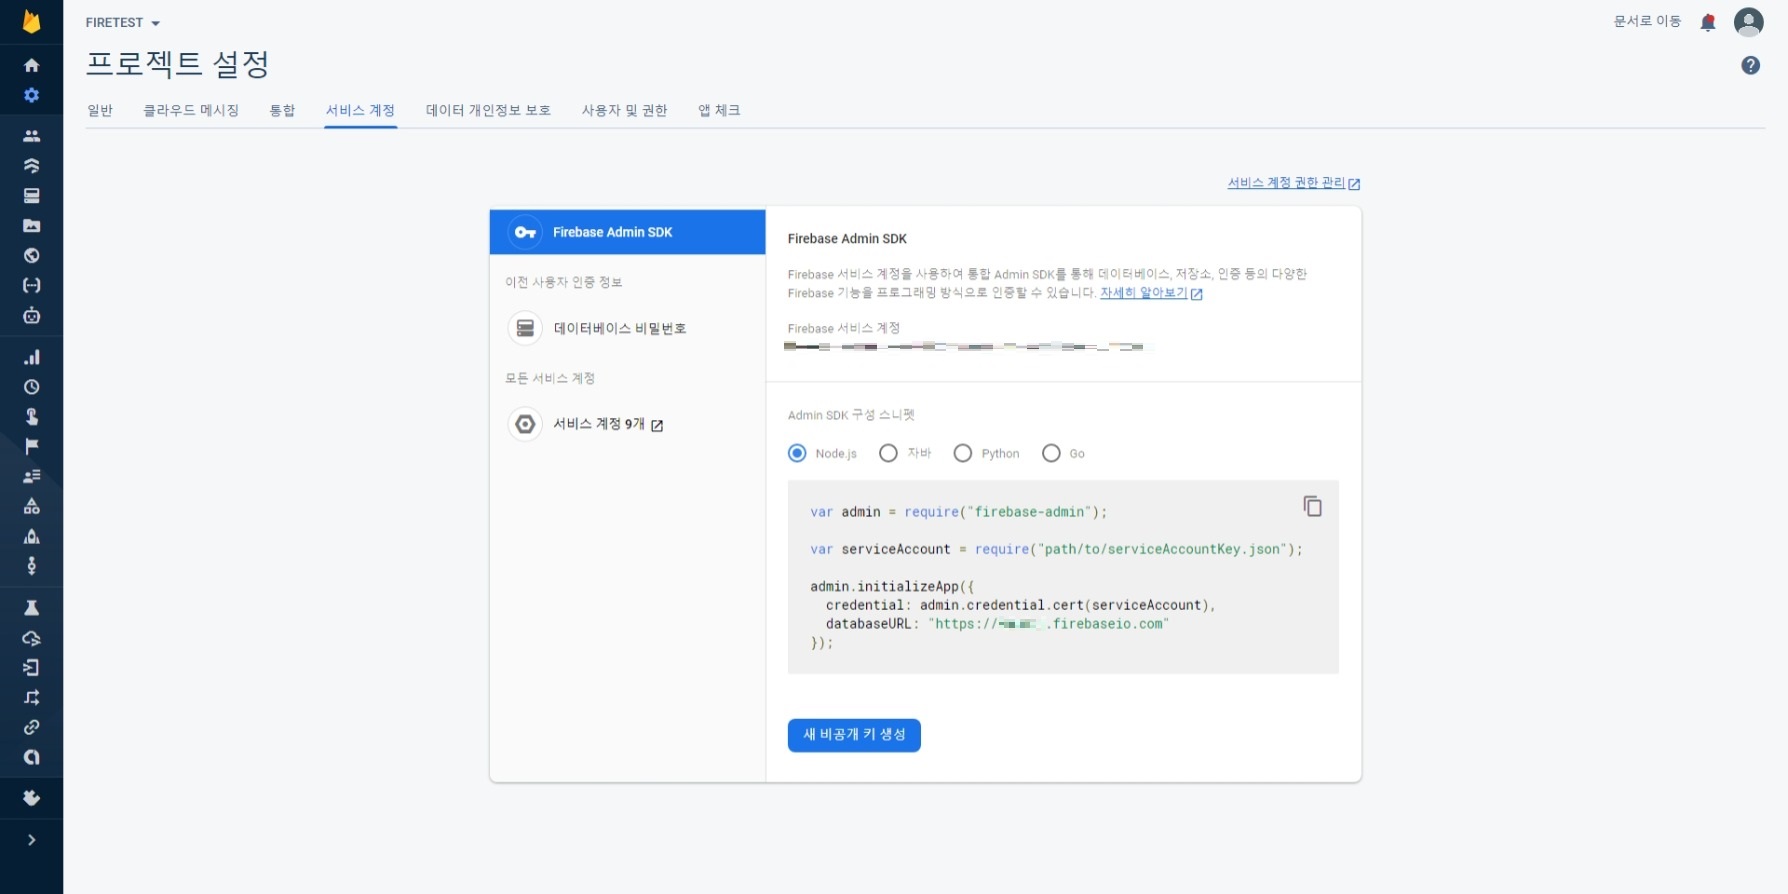 FIRETEST
문서로 이동
프로젝트 설정
일반 클라우드 메시징 통합 서비스 계정 데이터 개인정보 보호 사용자 및 권한 앱 체크
서비스 계정 권한 관리
Firebase Admin SDK
이전 사용자 인증 정보
데이터베이스 비밀번호
모든 서비스 계정
서비스 계정 9개
Firebase Admin SDK
Firebase 서비스 계정을 사용하여 통합 Admin SDK를 통해 데이터베이스, 저장소, 인증 등의 다양한
Firebase 기능을 프로그래밍 방식으로 인증할 수 있습니다. 자세히 알아보기
Firebase 서비스 계정
Admin SDK 구성 스니펫
Node.js 자바 Python Go
var admin = require("firebase-admin");
var serviceAccount = require("path/to/serviceAccountKey.json");
admin.initializeApp({
credential: admin.credential.cert(serviceAccount),
databaseURL: "https:// .firebaseio.com"
});
새 비공개 키 생성